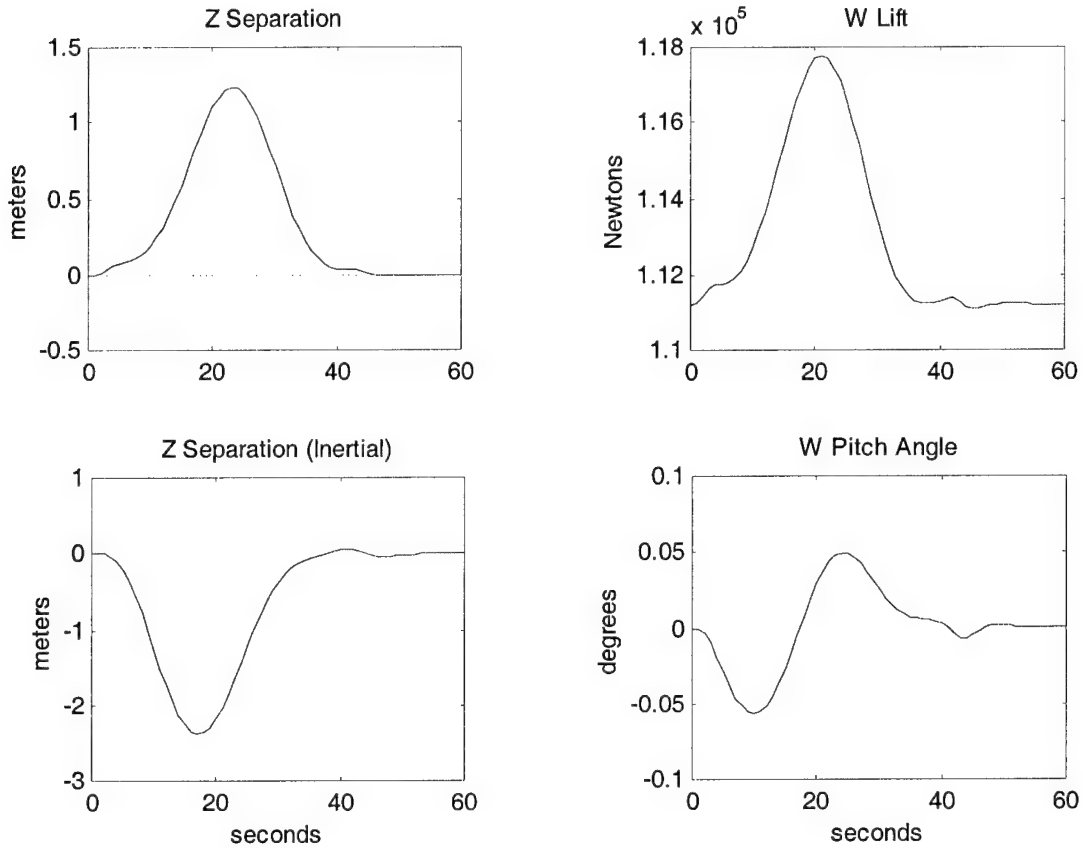 Z Separation
1.5
1
0.5
0
-0.5
meters
0 20 40 60
W Lift
x 10^5
1.18
1.16
1.14
1.12
1.1
Newtons
0 20 40 60
Z Separation (Inertial)
1
0
-1
-2
-3
meters
0 20 40 60
seconds
W Pitch Angle
0.1
0.05
0
-0.05
-0.1
degrees
0 20 40 60
seconds